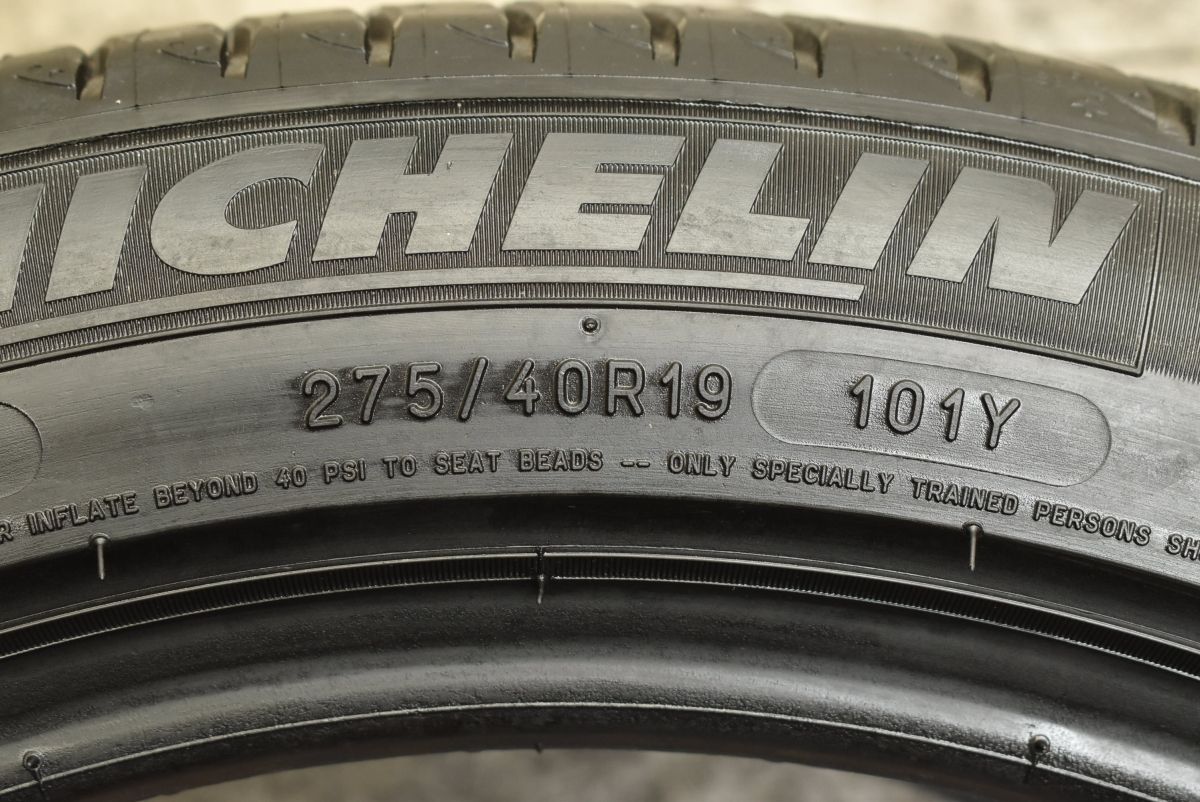 MICHELIN
275/40R19 101Y
INFLATE BEYOND 40 PSI TO SEAT BEADS -- ONLY SPECIALLY TRAINED PERSONS